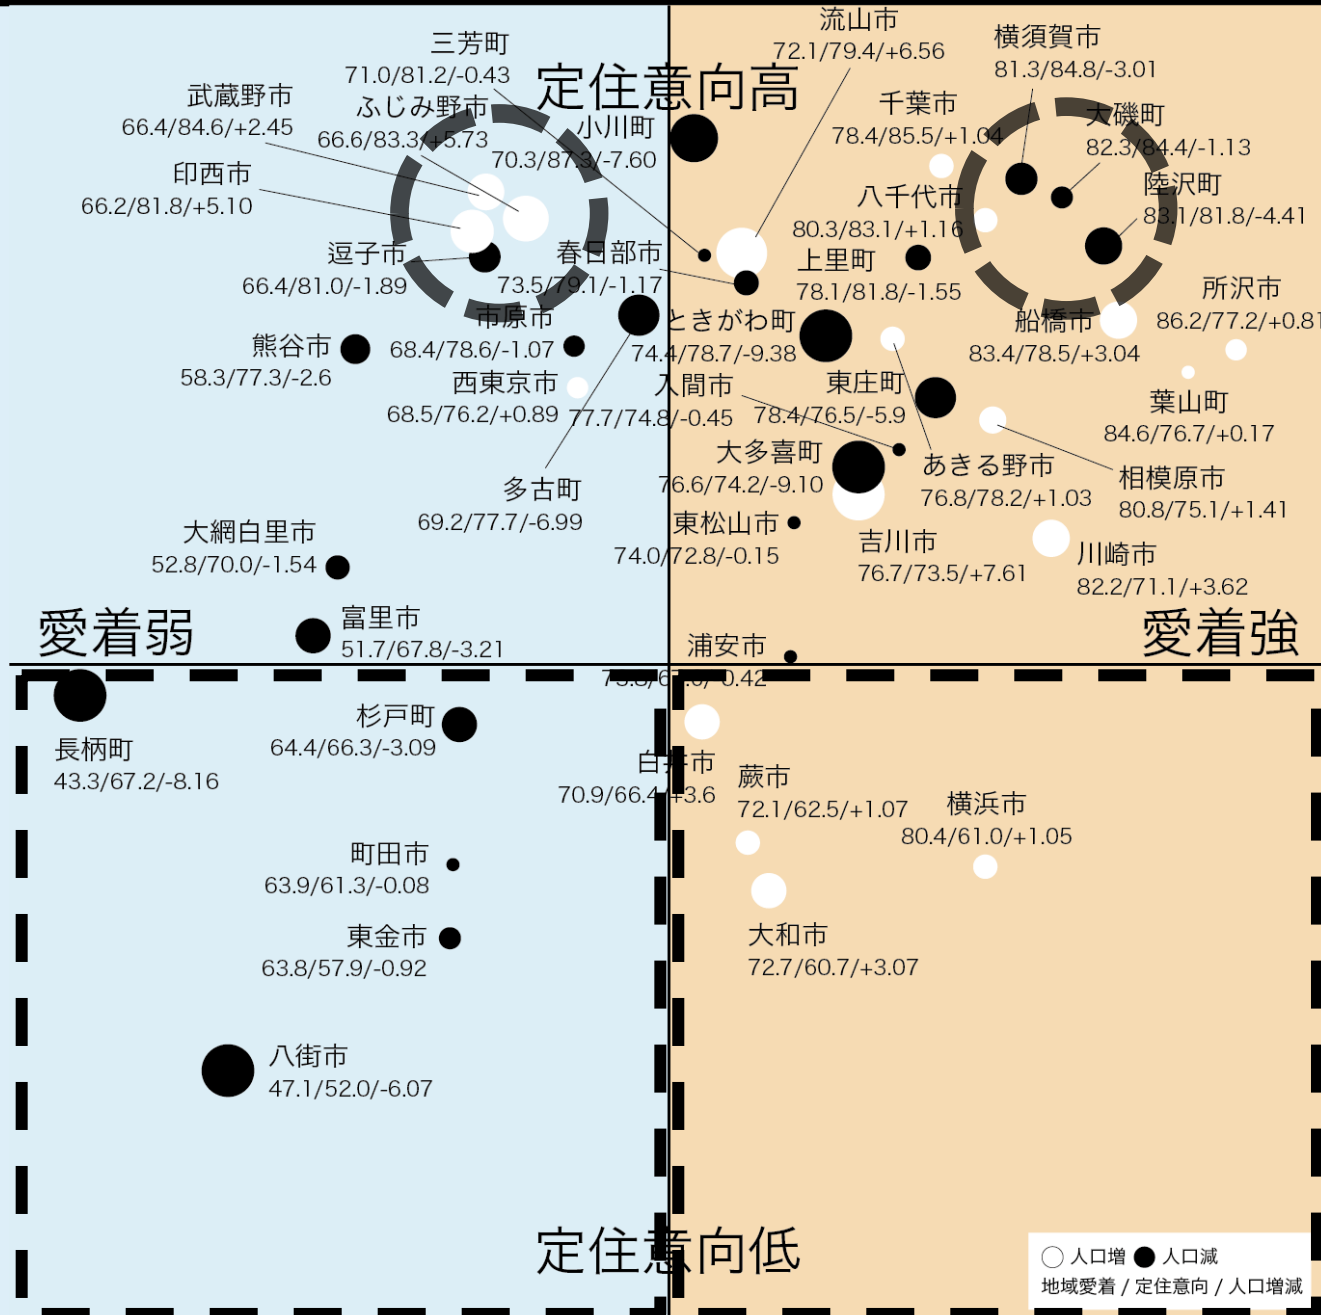 定住意向高
三芳町
71.0/81.2/-0.43
流山市
72.1/79.4/+6.56
横須賀市
81.3/84.8/-3.01
武蔵野市
66.4/84.6/+2.45
ふじみ野市
66.6/83.3/+5.73
小川町
70.3/87.3/-7.60
千葉市
78.4/85.5/+1.04
大磯町
82.3/84.4/-1.13
印西市
66.2/81.8/+5.10
八千代市
80.3/83.1/+1.16
陸沢町
83.1/81.8/-4.41
逗子市
66.4/81.0/-1.89
春日部市
73.5/79.1/-1.17
上里町
78.1/81.8/-1.55
所沢市
86.2/77.2/+0.81
熊谷市
58.3/77.3/-2.6
市原市
68.4/78.6/-1.07
ときがわ町
74.4/78.7/-9.38
船橋市
83.4/78.5/+3.04
西東京市
68.5/76.2/+0.89
入間市
77.7/74.8/-0.45
東庄町
78.4/76.5/-5.9
葉山町
84.6/76.7/+0.17
多古町
69.2/77.7/-6.99
大多喜町
76.6/74.2/-9.10
あきる野市
76.8/78.2/+1.03
相模原市
80.8/75.1/+1.41
大網白里市
52.8/70.0/-1.54
東松山市
74.0/72.8/-0.15
吉川市
76.7/73.5/+7.61
川崎市
82.2/71.1/+3.62
富里市
51.7/67.8/-3.21
愛着弱
愛着強
浦安市
長柄町
43.3/67.2/-8.16
杉戸町
64.4/66.3/-3.09
白井市
70.9/66.4/+3.6
蕨市
72.1/62.5/+1.07
横浜市
80.4/61.0/+1.05
町田市
63.9/61.3/-0.08
東金市
63.8/57.9/-0.92
大和市
72.7/60.7/+3.07
八街市
47.1/52.0/-6.07
定住意向低
人口増 人口減
地域愛着 / 定住意向 / 人口増減